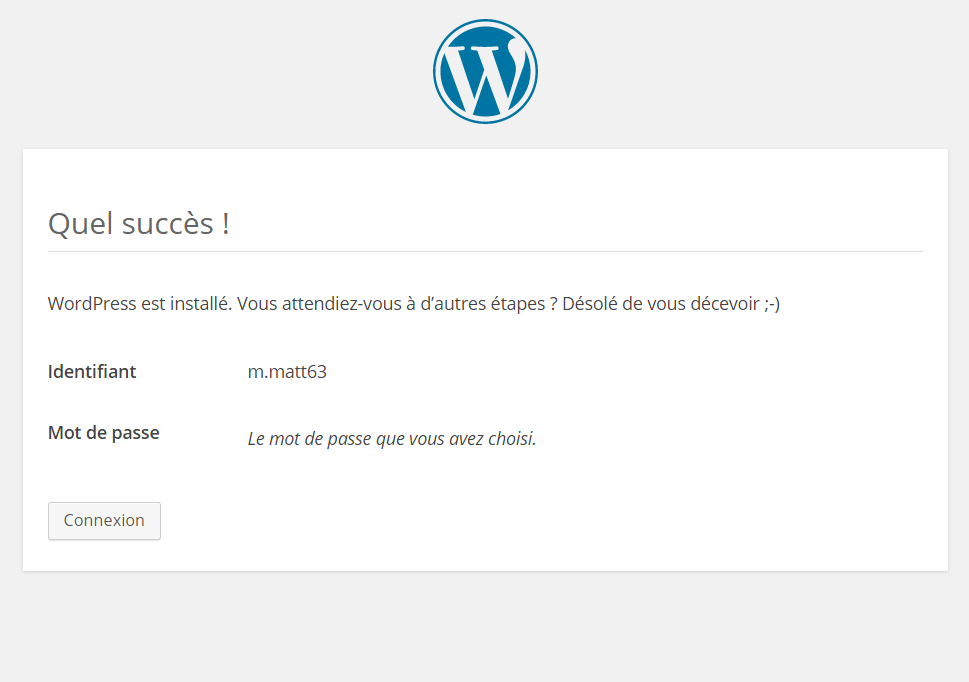 Quel succès !
WordPress est installé. Vous attendiez-vous à d’autres étapes ? Désolé de vous décevoir ;-)
Identifiant m.matt63
Mot de passe Le mot de passe que vous avez choisi.
Connexion